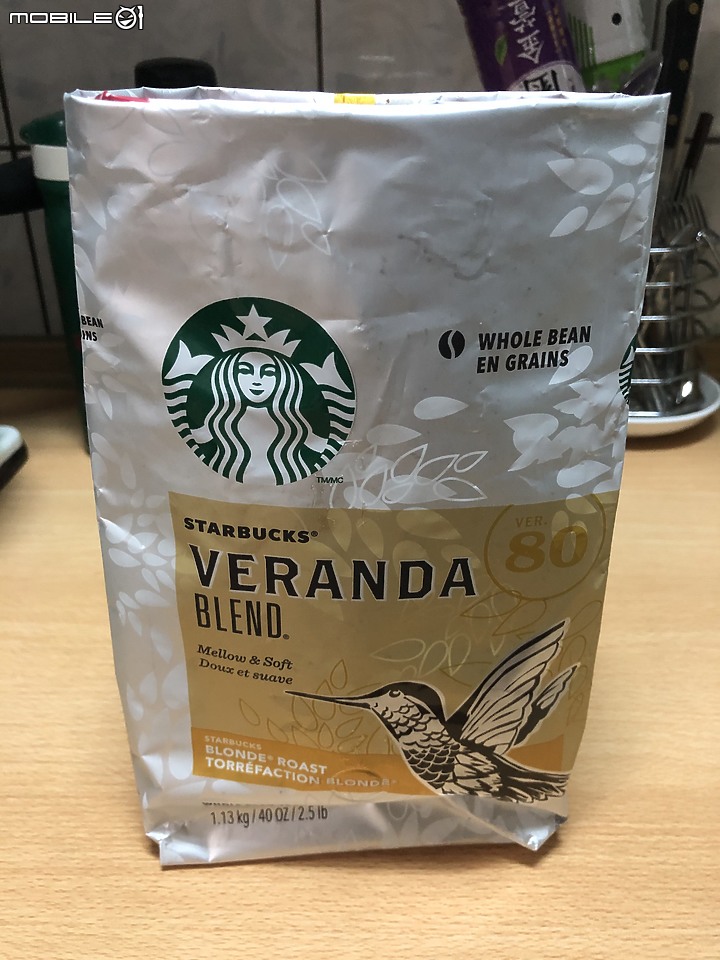 MOBILE01
BEAN
WHOLE BEAN
EN GRAINS
TM/MC
STARBUCKS®
VER.
80
VERANDA
BLEND®
Mellow & Soft
Doux et suave
STARBUCKS
BLONDE® ROAST
TORRÉFACTION BLONDE®
1.13 kg / 40 OZ / 2.5 lb